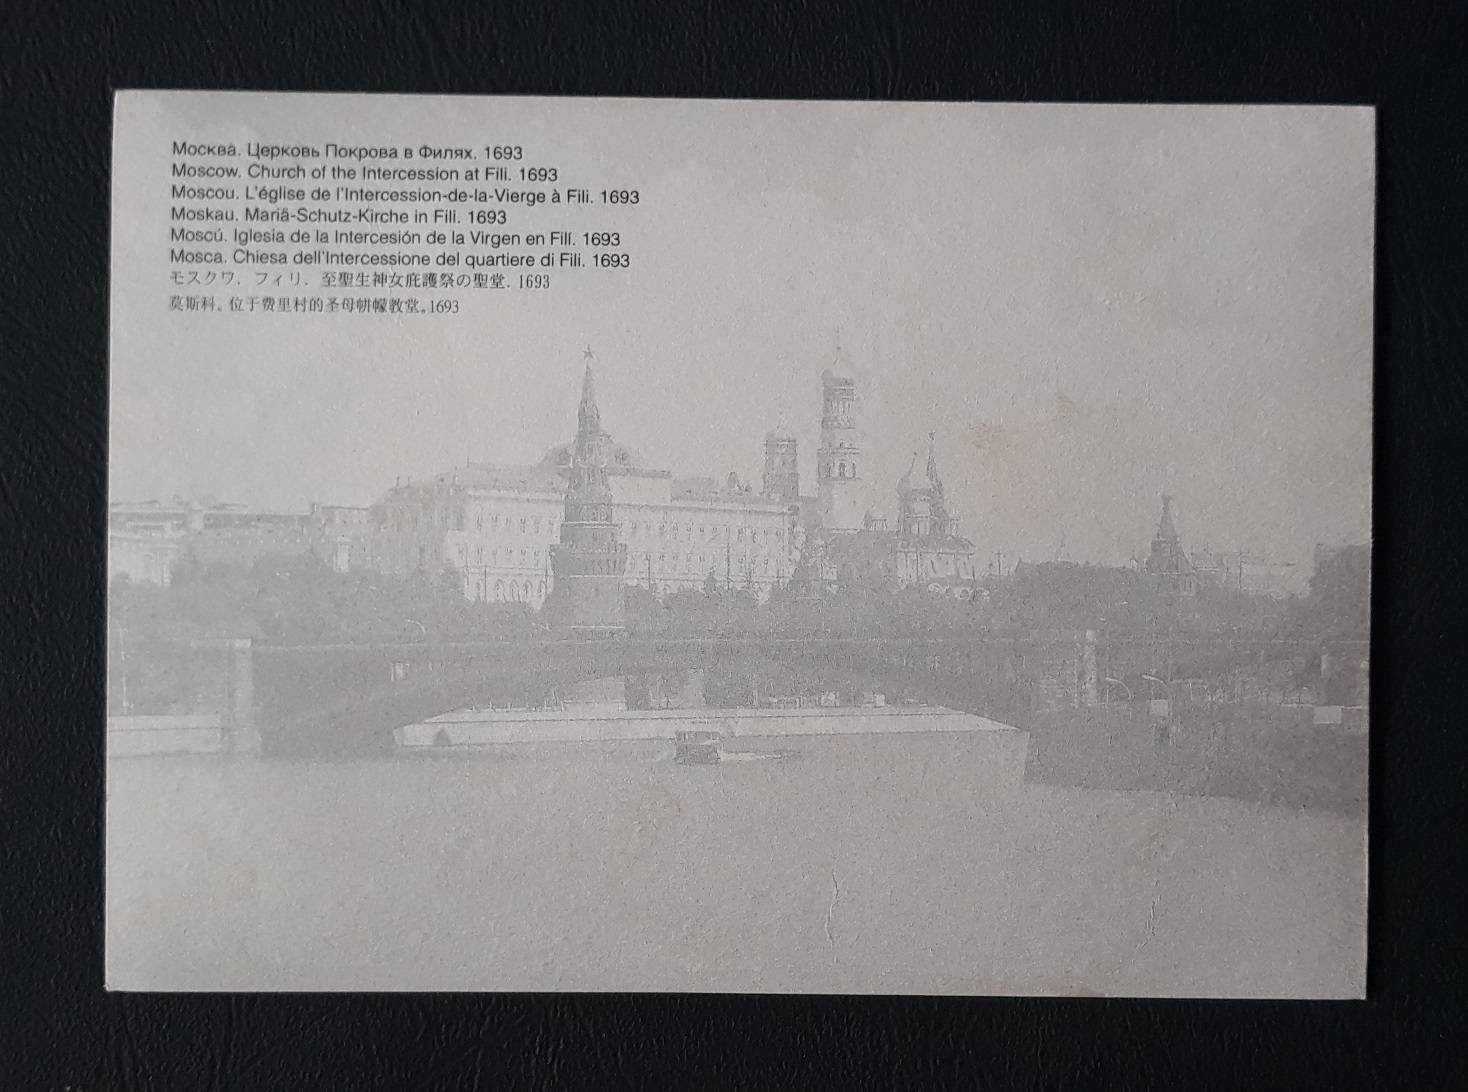 Москва. Церковь Покрова в Филях. 1693
Moscow. Church of the Intercession at Fili. 1693
Moscou. L'église de l'Intercession-de-la-Vierge à Fili. 1693
Moskau. Mariä-Schutz-Kirche in Fili. 1693
Moscú. Iglesia de la Intercesión de la Virgen en Filí. 1693
Mosca. Chiesa dell'Intercessione del quartiere di Fili. 1693
モスクワ. フィリ. 至聖生神女庇護祭の聖堂. 1693
莫斯科。位于费里村的圣母帡幪教堂。1693